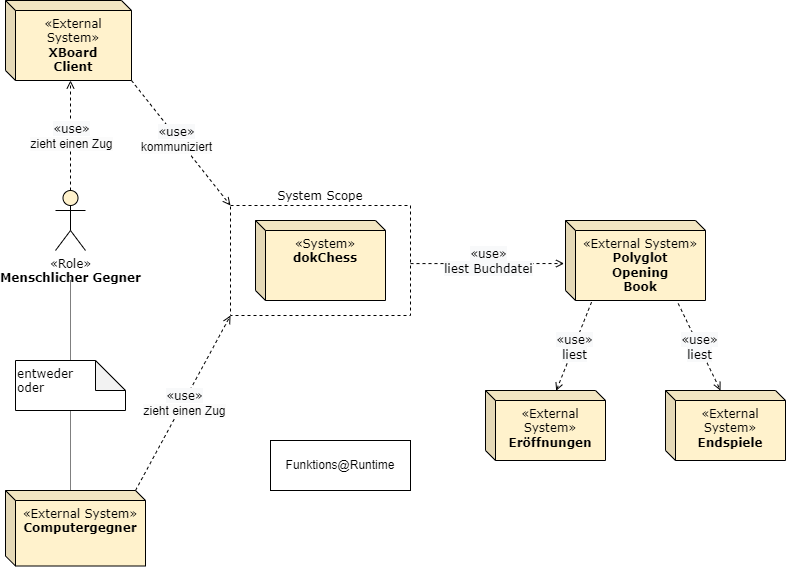 «External
System»
XBoard
Client
«use»
zieht einen Zug
«use»
kommuniziert
System Scope
«System»
dokChess
«Role»
Menschlicher Gegner
«use»
liest Buchdatei
«External System»
Polyglot
Opening
Book
«use»
liest
«use»
liest
entweder
oder
«use»
zieht einen Zug
«External
System»
Eröffnungen
«External
System»
Endspiele
Funktions@Runtime
«External System»
Computergegner